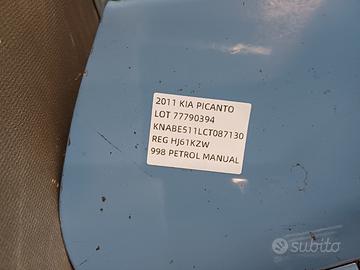 2011 KIA PICANTO
LOT 77790394
KNABE511LCT087130
REG HJ61KZW
998 PETROL MANUAL
subito